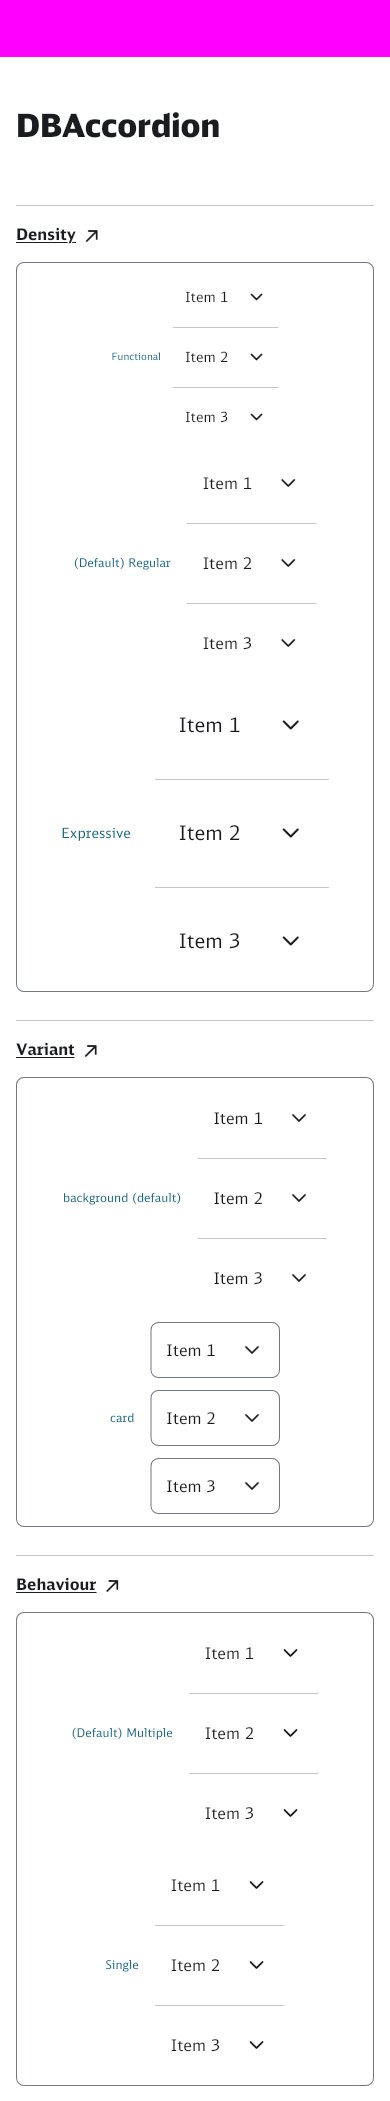 DBAccordion
Density
Item 1
Functional Item 2
Item 3
Item 1
(Default) Regular Item 2
Item 3
Item 1
Expressive Item 2
Item 3
Variant
Item 1
background (default) Item 2
Item 3
Item 1
card Item 2
Item 3
Behaviour
Item 1
(Default) Multiple Item 2
Item 3
Item 1
Single Item 2
Item 3